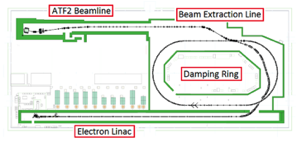 ATF2 Beamline
Beam Extraction Line
Damping Ring
Electron Linac